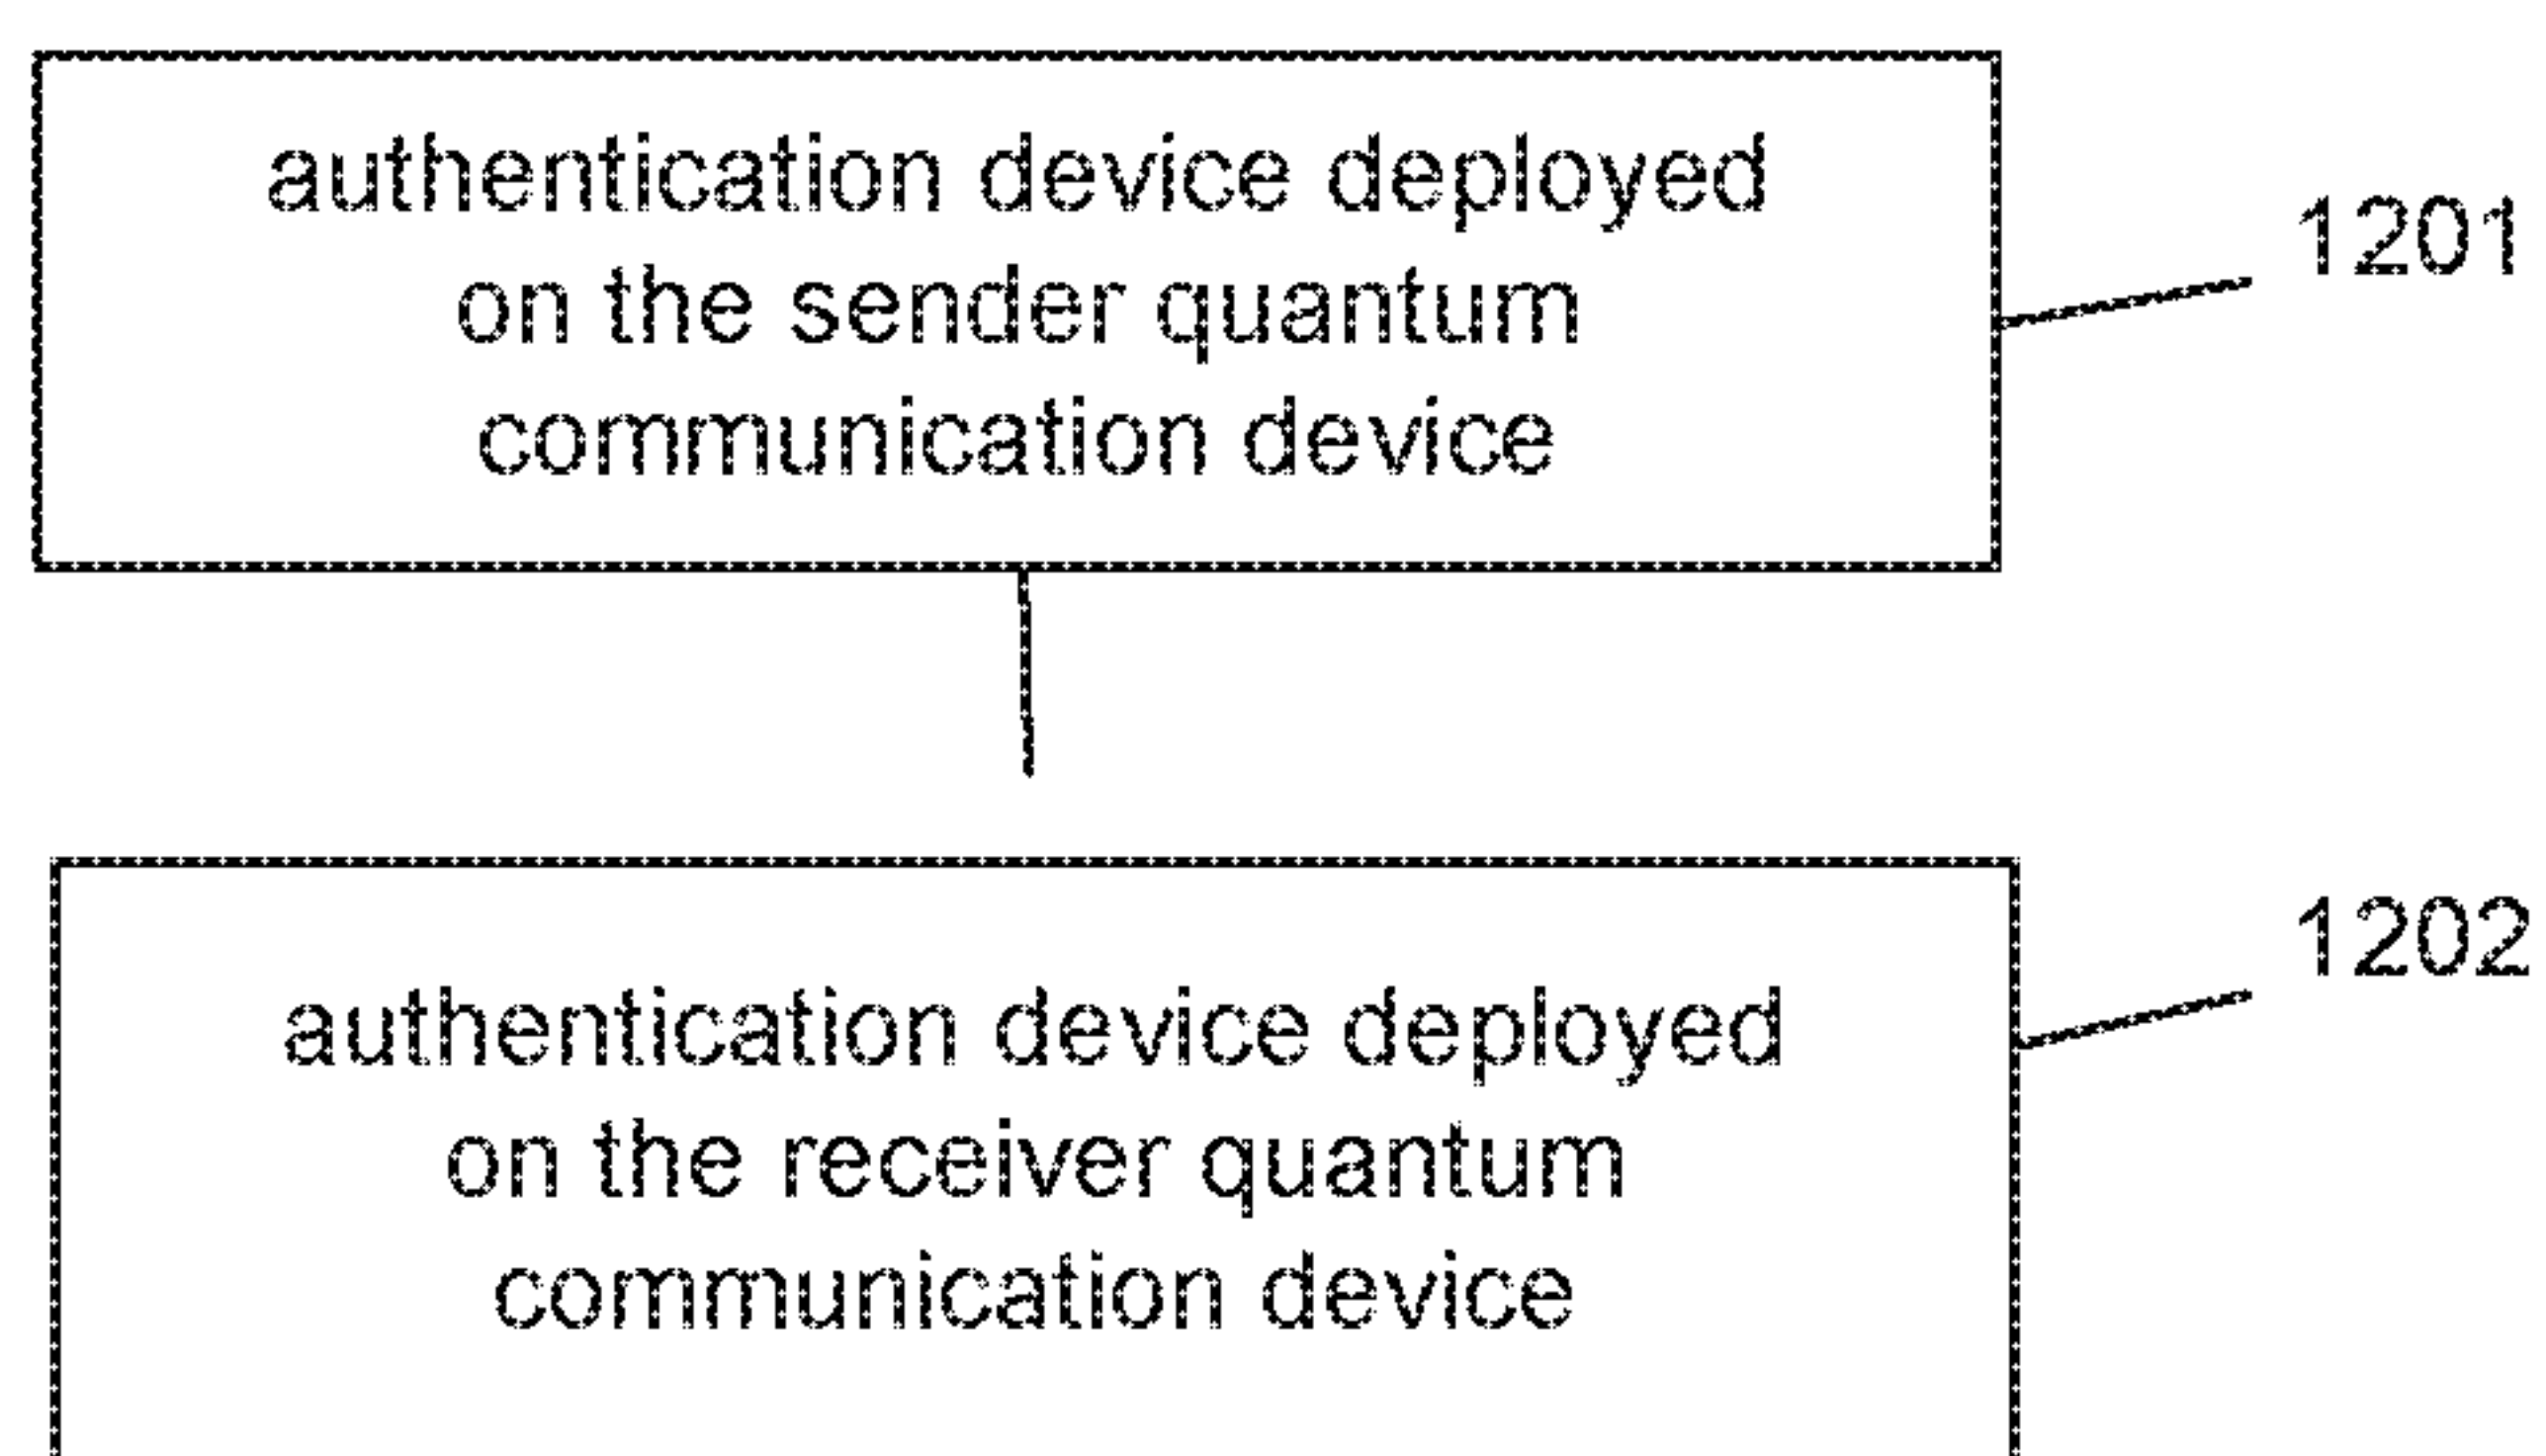 authentication device deployed
on the sender quantum
communication device
1201
authentication device deployed
on the receiver quantum
communication device
1202